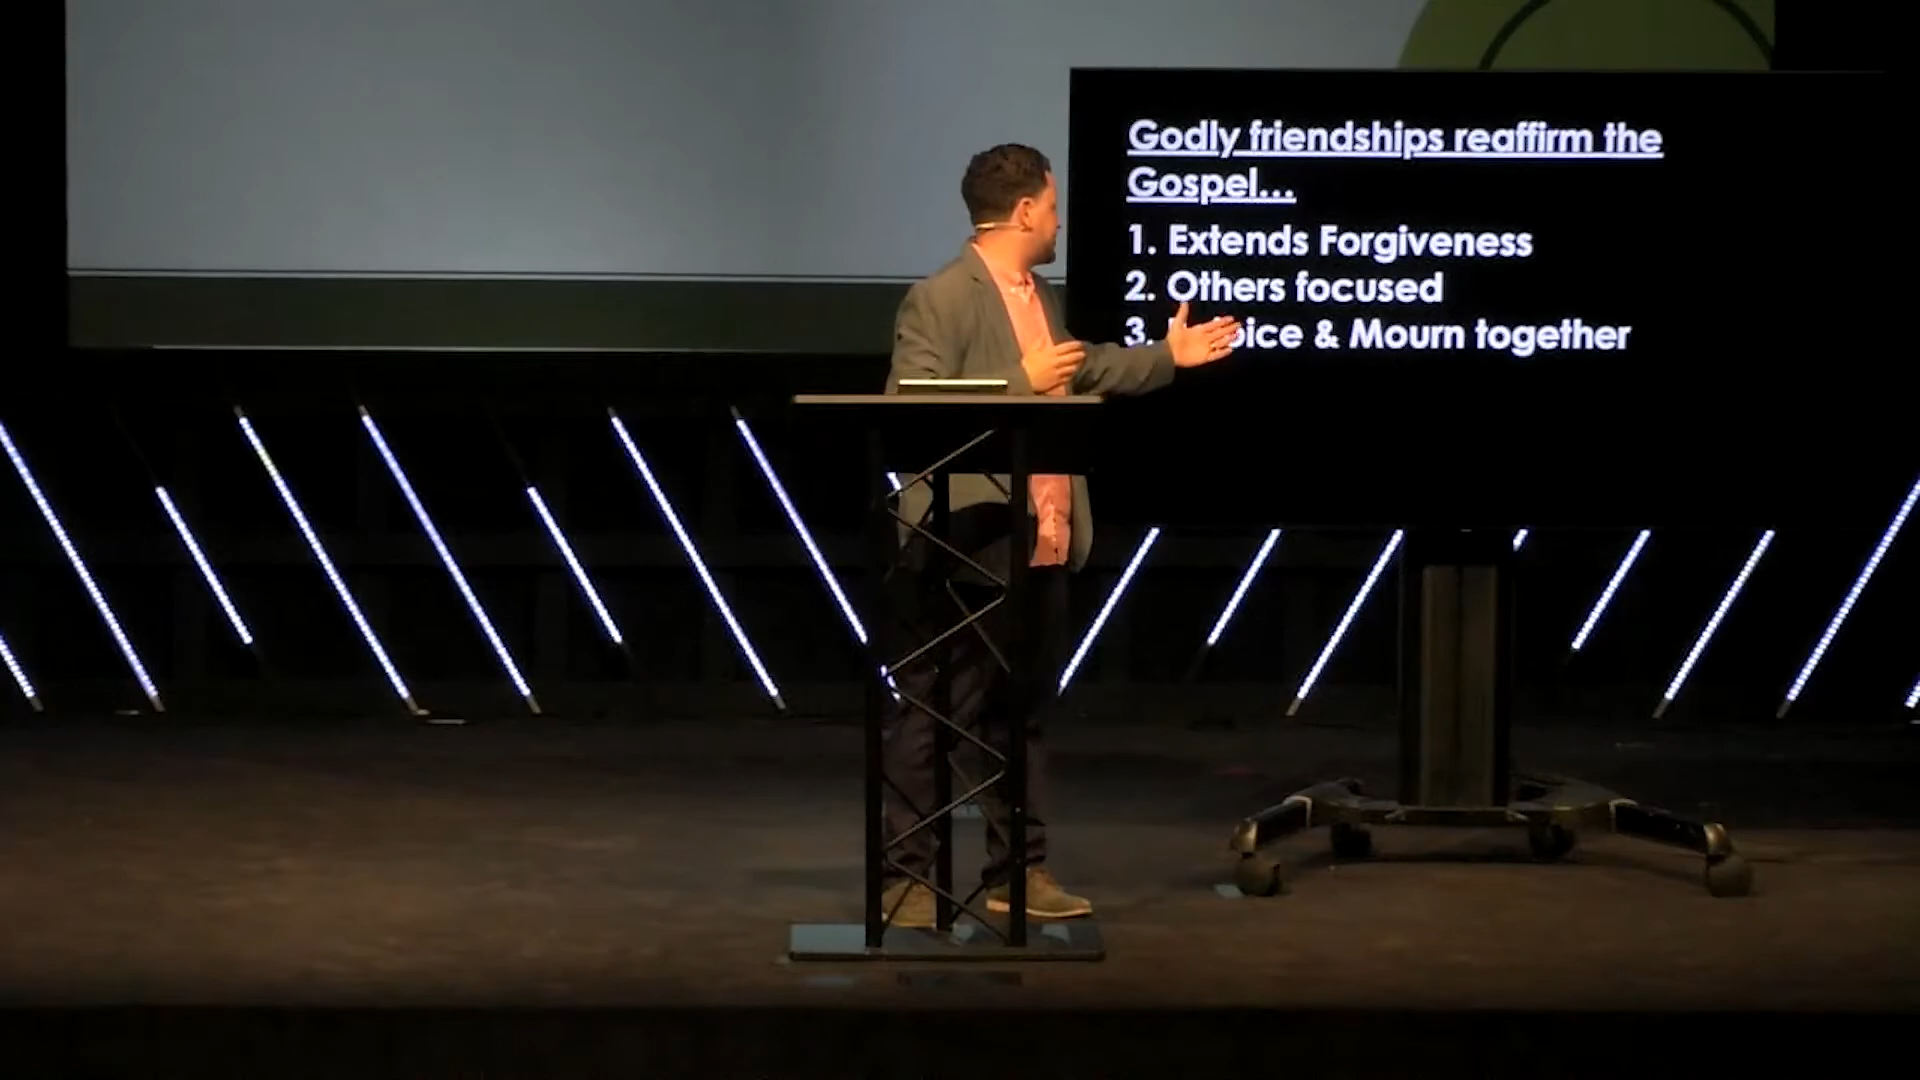 Godly friendships reaffirm the
Gospel...
1. Extends Forgiveness
2. Others focused
3. & Mourn together